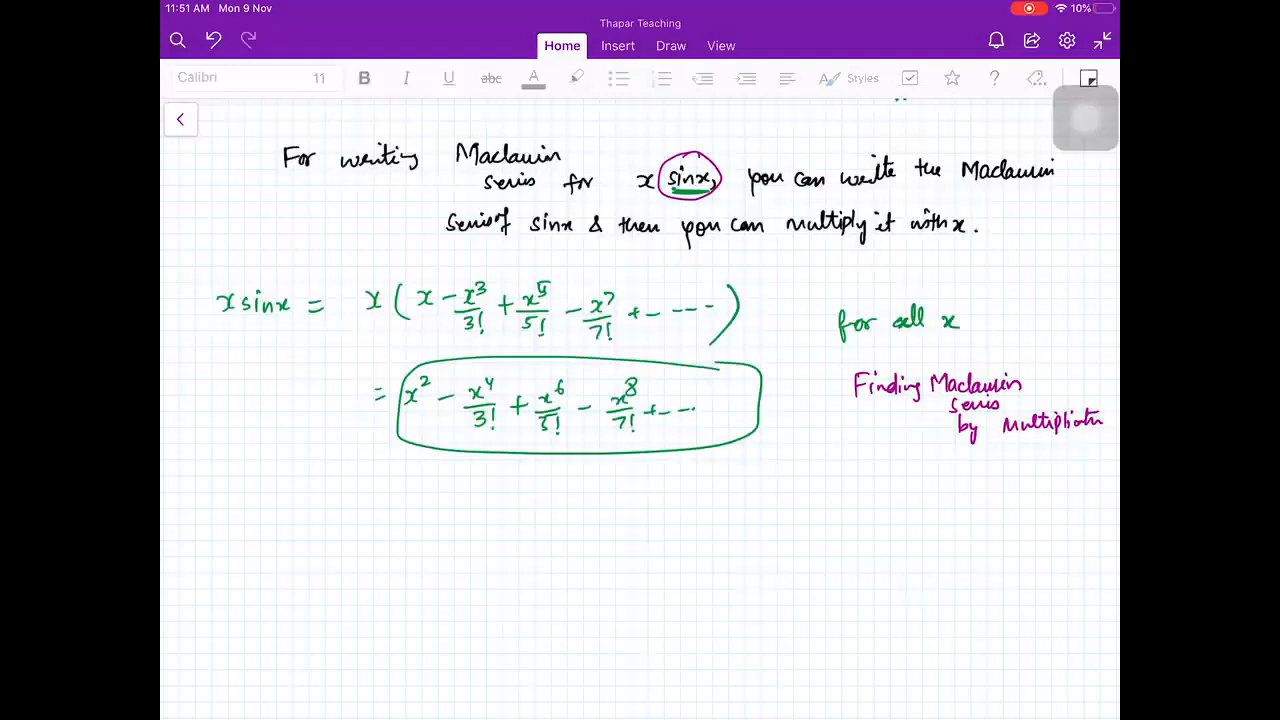 11:51 AM Mon 9 Nov
10%
Thapar Teaching
Home Insert Draw View
Calibri 11 B I U abc A Styles
For writing Maclaurin
series for x sinx, you can write the Maclaurin
series of sinx & then you can multiply it with x.
xsinx = x ( x - x³/3! + x⁵/5! - x⁷/7! + - ---- )
for all x
= x² - x⁴/3! + x⁶/5! - x⁸/7! + - --
Finding Maclaurin
series
by